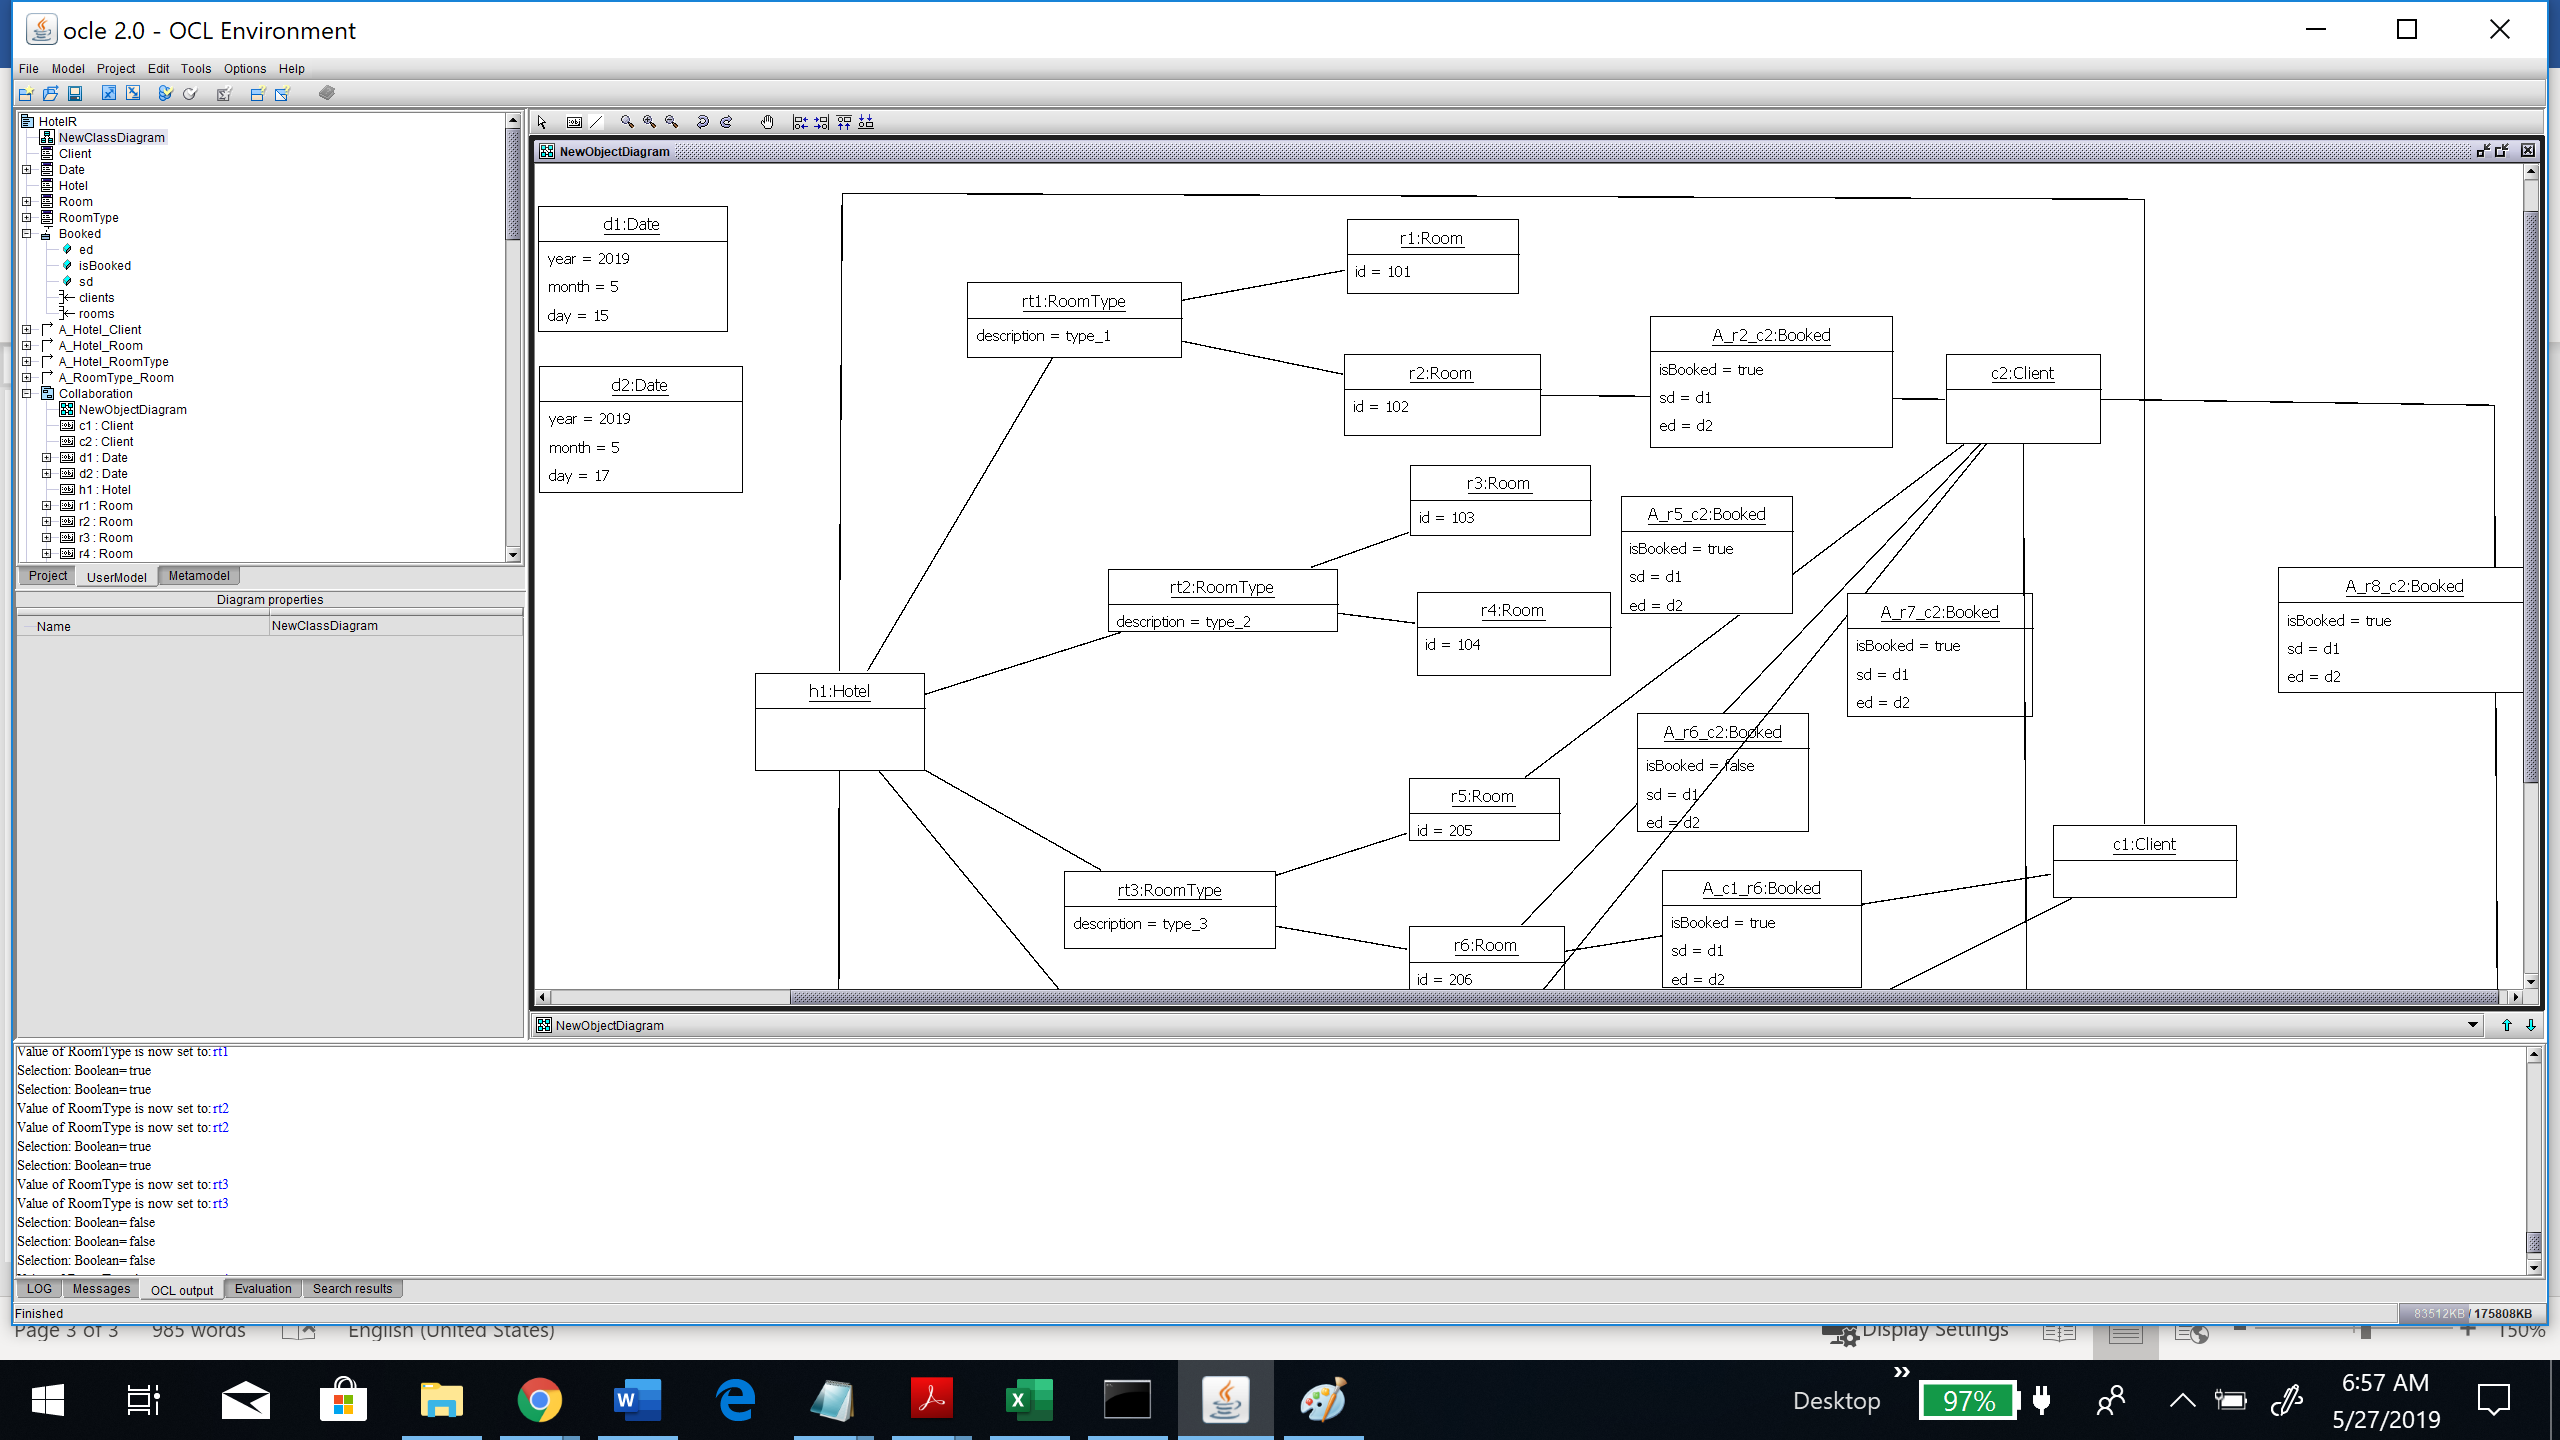 ocle 2.0 - OCL Environment
File Model Project Edit Tools Options Help
HotelR
NewClassDiagram
Client
Date
Hotel
Room
RoomType
Booked
ed
isBooked
sd
clients
rooms
A_Hotel_Client
A_Hotel_Room
A_Hotel_RoomType
A_RoomType_Room
Collaboration
NewObjectDiagram
c1 : Client
c2 : Client
d1 : Date
d2 : Date
h1 : Hotel
r1 : Room
r2 : Room
r3 : Room
r4 : Room
Project UserModel Metamodel
Diagram properties
Name NewClassDiagram
NewObjectDiagram
d1:Date
year = 2019
month = 5
day = 15
d2:Date
year = 2019
month = 5
day = 17
rt1:RoomType
description = type_1
r1:Room
id = 101
r2:Room
id = 102
A_r2_c2:Booked
isBooked = true
sd = d1
ed = d2
c2:Client
r3:Room
id = 103
A_r5_c2:Booked
isBooked = true
sd = d1
ed = d2
rt2:RoomType
description = type_2
r4:Room
id = 104
A_r7_c2:Booked
isBooked = true
sd = d1
ed = d2
A_r8_c2:Booked
isBooked = true
sd = d1
ed = d2
h1:Hotel
A_r6_c2:Booked
isBooked = false
sd = d1
ed = d2
r5:Room
id = 205
c1:Client
rt3:RoomType
description = type_3
A_c1_r6:Booked
isBooked = true
sd = d1
ed = d2
r6:Room
id = 206
NewObjectDiagram
Value of RoomType is now set to:rt1
Selection: Boolean=true
Selection: Boolean=true
Value of RoomType is now set to:rt2
Value of RoomType is now set to:rt2
Selection: Boolean=true
Selection: Boolean=true
Value of RoomType is now set to:rt3
Value of RoomType is now set to:rt3
Selection: Boolean=false
Selection: Boolean=false
Selection: Boolean=false
LOG Messages OCL output Evaluation Search results
Finished
83512KB / 175808KB
Page 3 of 3 985 words English (United States) Display Settings 150%
Desktop 97% 6:57 AM
5/27/2019